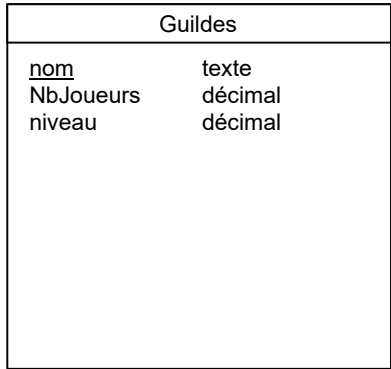 Guildes
nom texte
NbJoueurs décimal
niveau décimal